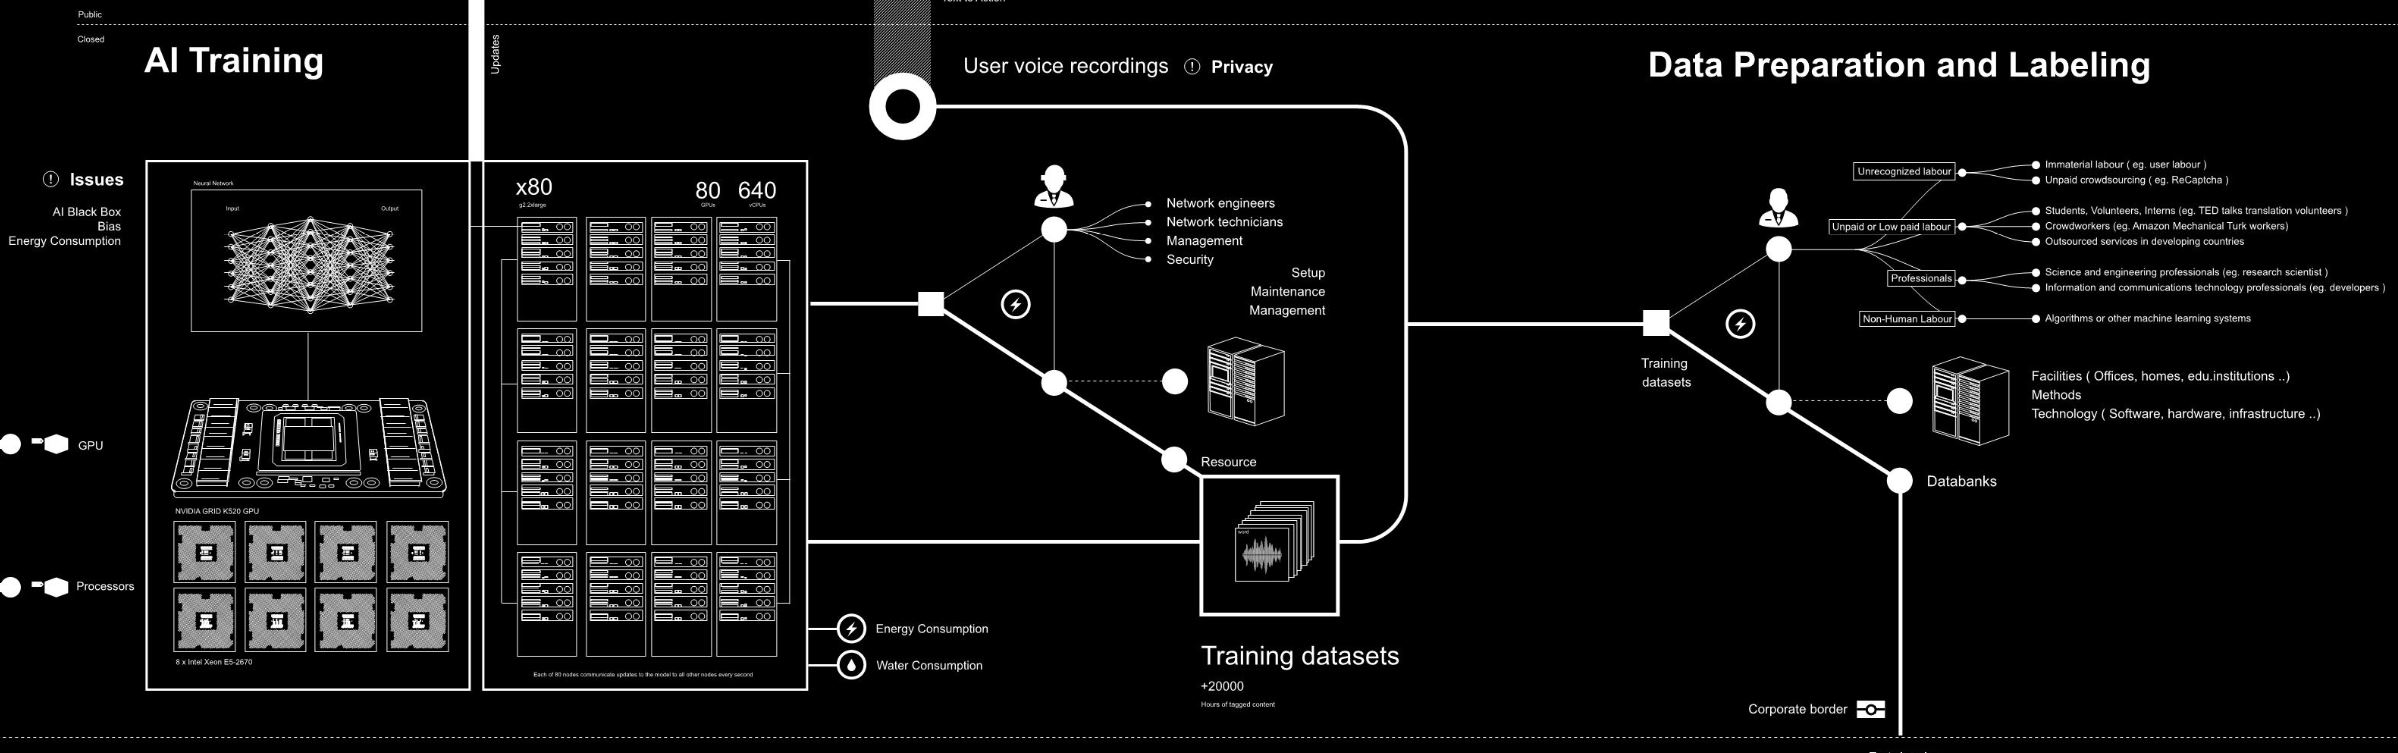 Public
Closed
AI Training
Updates
User voice recordings ! Privacy
Data Preparation and Labeling
! Issues
AI Black Box
Bias
Energy Consumption
Neural Network
Input
Output
GPU
NVIDIA GRID K520 GPU
Processors
8 x Intel Xeon E5-2670
x80
g2.2xlarge
80
GPUs
640
vCPUs
Each of 80 nodes communicate updates to the model to all other nodes every second
Energy Consumption
Water Consumption
Network engineers
Network technicians
Management
Security
Setup
Maintenance
Management
Resource
word
Training datasets
+20000
Hours of tagged content
Training
datasets
Unrecognized labour
Immaterial labour ( eg. user labour )
Unpaid crowdsourcing ( eg. ReCaptcha )
Unpaid or Low paid labour
Students, Volunteers, Interns (eg. TED talks translation volunteers )
Crowdworkers (eg. Amazon Mechanical Turk workers)
Outsourced services in developing countries
Professionals
Science and engineering professionals (eg. research scientist )
Information and communications technology professionals (eg. developers )
Non-Human Labour
Algorithms or other machine learning systems
Facilities ( Offices, homes, edu.institutions ..)
Methods
Technology ( Software, hardware, infrastructure ..)
Databanks
Corporate border